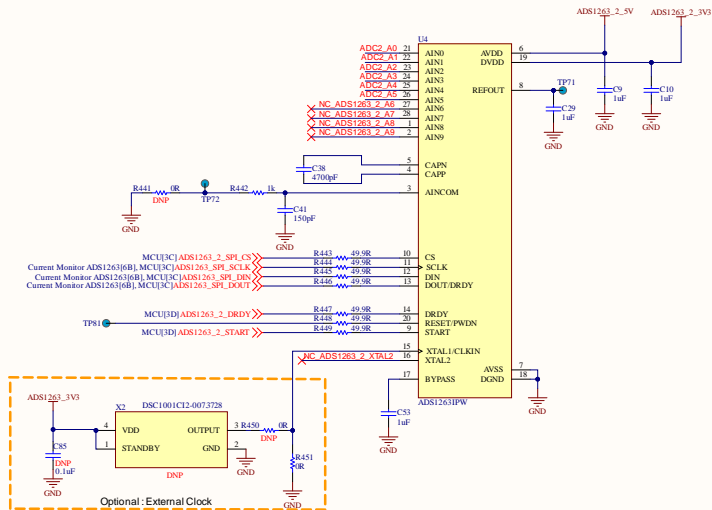 ADS1263_2_5V
ADS1263_2_3V3
U4
ADC2_A0 21 AIN0 AVDD 6
ADC2_A1 22 AIN1 DVDD 19
ADC2_A2 23 AIN2
ADC2_A3 24 AIN3 REFOUT 8 TP71
ADC2_A4 25 AIN4
ADC2_A5 26 AIN5
NC_ADS1263_2_A6 27 AIN6
NC_ADS1263_2_A7 28 AIN7
NC_ADS1263_2_A8 1 AIN8
NC_ADS1263_2_A9 2 AIN9
C9
1uF
GND
C10
1uF
GND
C29
1uF
GND
C38
4700pF
5 CAPN
4 CAPP
R441 0R
DNP
GND
TP72
R442 1k
3 AINCOM
C41
150pF
GND
MCU[3C] ADS1263_2_SPI_CS R443 49.9R 10 CS
Current Monitor ADS1263[6B], MCU[3C] ADS1263_SPI_SCLK R444 49.9R 11 SCLK
Current Monitor ADS1263[6B], MCU[3C] ADS1263_SPI_DIN R445 49.9R 12 DIN
Current Monitor ADS1263[6B], MCU[3C] ADS1263_SPI_DOUT R446 49.9R 13 DOUT/DRDY
MCU[3D] ADS1263_2_DRDY R447 49.9R 14 DRDY
TP81 R448 49.9R 20 RESET/PWDN
MCU[3D] ADS1263_2_START R449 49.9R 9 START
15 XTAL1/CLKIN
NC_ADS1263_2_XTAL2 16 XTAL2
17 BYPASS
AVSS 7
DGND 18
GND
ADS1263IPW
C53
1uF
GND
ADS1263_3V3
X2 DSC1001CI2-007.3728
4 VDD OUTPUT 3 R450 0R
DNP
1 STANDBY GND 2
GND
C85
DNP
0.1uF
GND
DNP
R451
0R
GND
Optional : External Clock